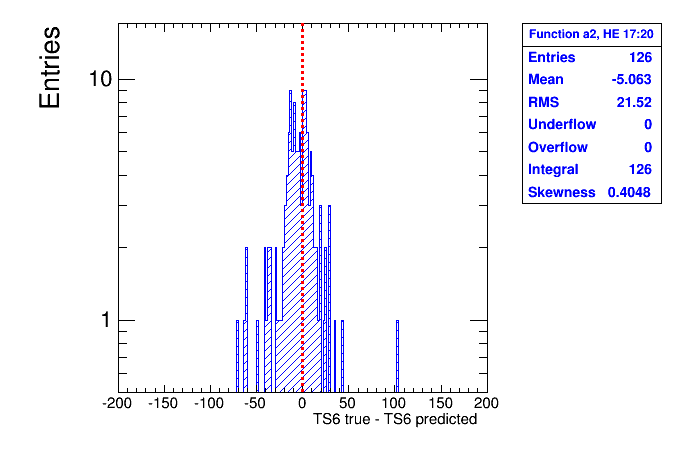 Entries
10
1
-200 -150 -100 -50 0 50 100 150 200
TS6 true - TS6 predicted
Function a2, HE 17:20
Entries 126
Mean -5.063
RMS 21.52
Underflow 0
Overflow 0
Integral 126
Skewness 0.4048